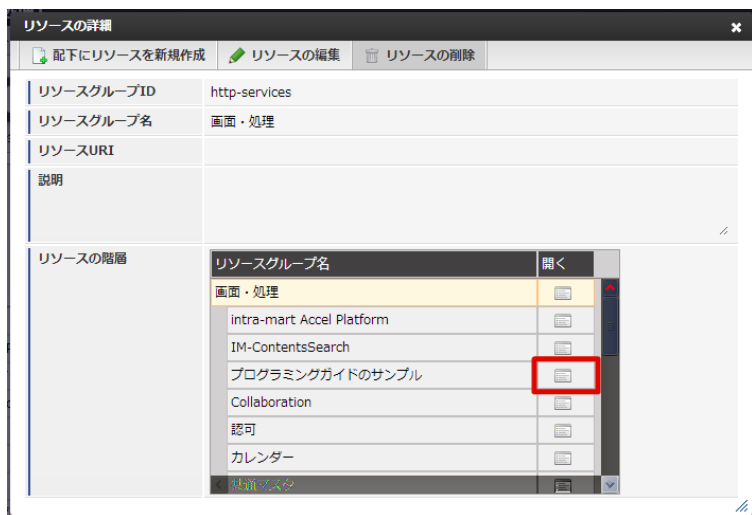 リソースの詳細
配下にリソースを新規作成 リソースの編集 リソースの削除
リソースグループID http-services
リソースグループ名 画面・処理
リソースURI
説明
リソースの階層
リソースグループ名 開く
画面・処理
intra-mart Accel Platform
IM-ContentsSearch
プログラミングガイドのサンプル
Collaboration
認可
カレンダー